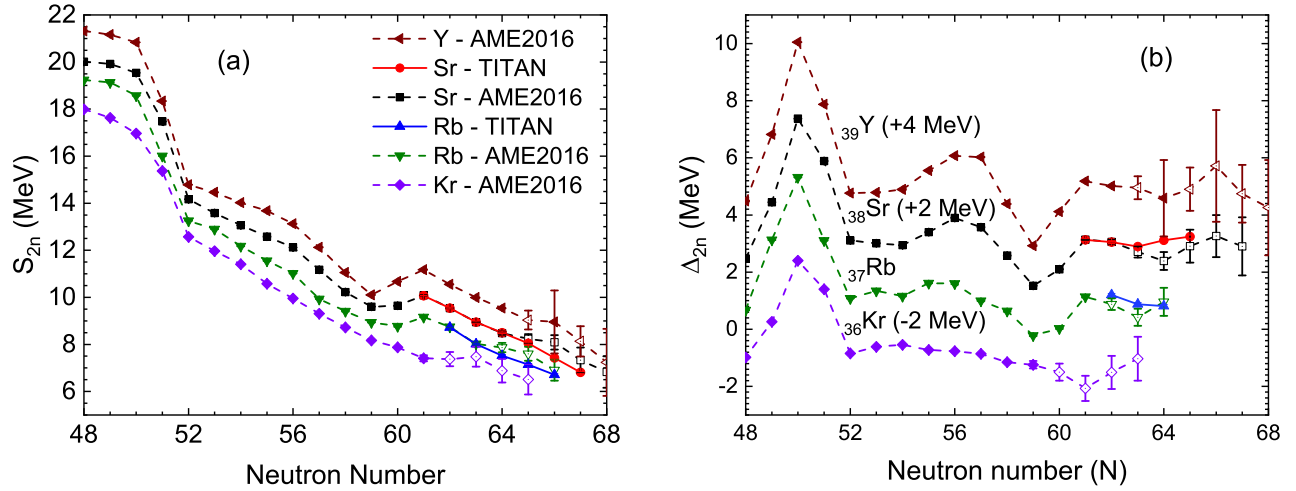 (a)
Y - AME2016
Sr - TITAN
Sr - AME2016
Rb - TITAN
Rb - AME2016
Kr - AME2016
22
20
18
16
14
12
10
8
6
S2n (MeV)
48 52 56 60 64 68
Neutron Number
(b)
39Y (+4 MeV)
38Sr (+2 MeV)
37Rb
36Kr (-2 MeV)
10
8
6
4
2
0
-2
Δ2n (MeV)
48 52 56 60 64 68
Neutron number (N)